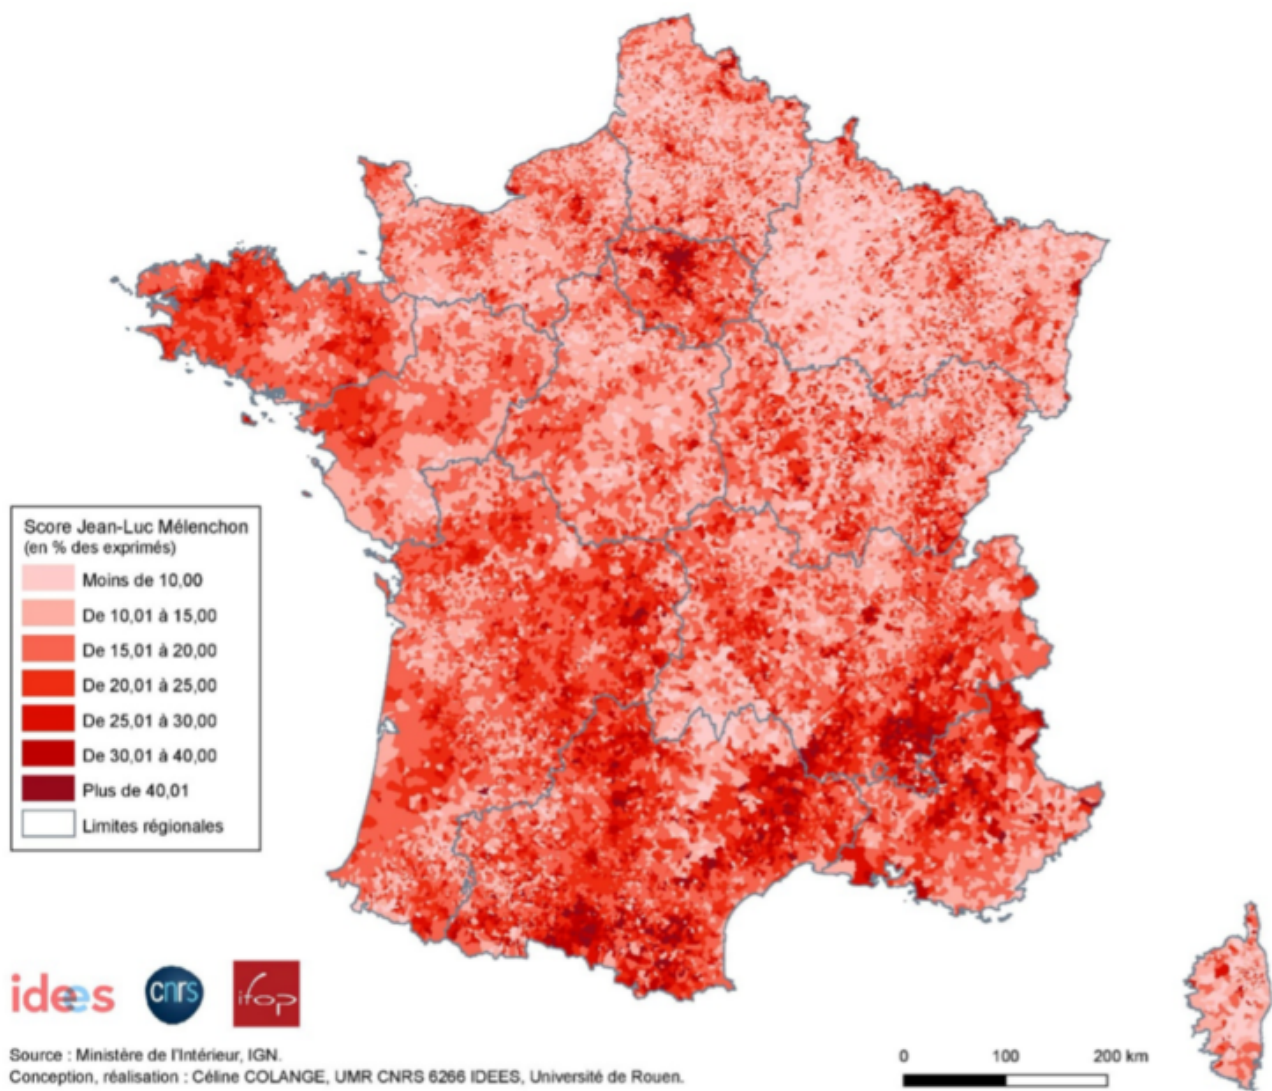 Score Jean-Luc Mélenchon
(en % des exprimés)
Moins de 10,00
De 10,01 à 15,00
De 15,01 à 20,00
De 20,01 à 25,00
De 25,01 à 30,00
De 30,01 à 40,00
Plus de 40,01
Limites régionales
idees
cnrs
ifop
Source : Ministère de l'Intérieur, IGN.
Conception, réalisation : Céline COLANGE, UMR CNRS 6266 IDEES, Université de Rouen.
0 100 200 km